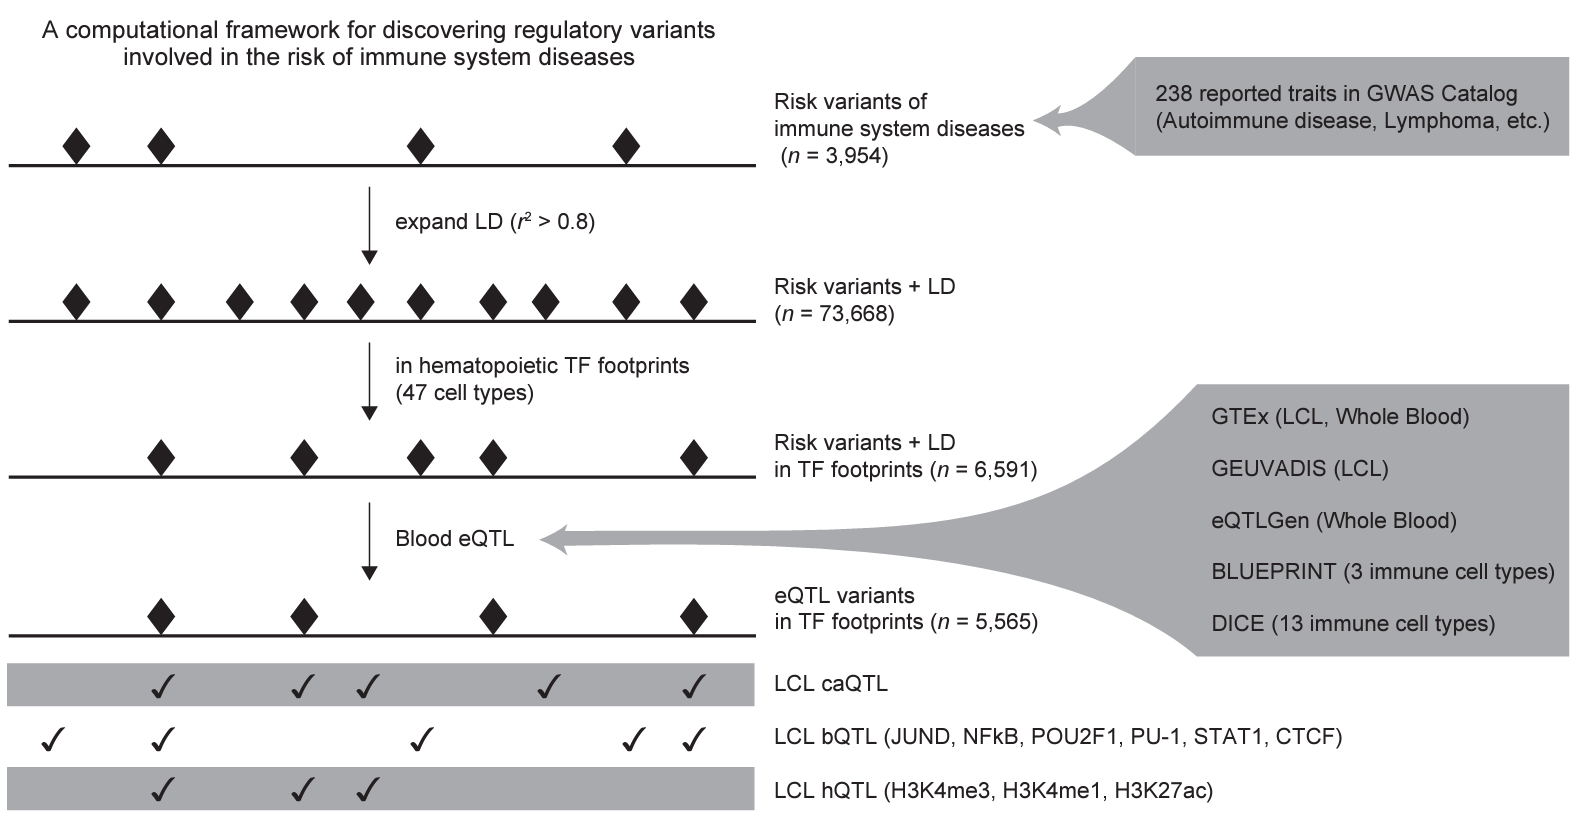 A computational framework for discovering regulatory variants
involved in the risk of immune system diseases
Risk variants of
immune system diseases
(n = 3,954)
238 reported traits in GWAS Catalog
(Autoimmune disease, Lymphoma, etc.)
expand LD (r² > 0.8)
Risk variants + LD
(n = 73,668)
in hematopoietic TF footprints
(47 cell types)
Risk variants + LD
in TF footprints (n = 6,591)
Blood eQTL
GTEx (LCL, Whole Blood)
GEUVADIS (LCL)
eQTLGen (Whole Blood)
BLUEPRINT (3 immune cell types)
DICE (13 immune cell types)
eQTL variants
in TF footprints (n = 5,565)
LCL caQTL
LCL bQTL (JUND, NFkB, POU2F1, PU-1, STAT1, CTCF)
LCL hQTL (H3K4me3, H3K4me1, H3K27ac)